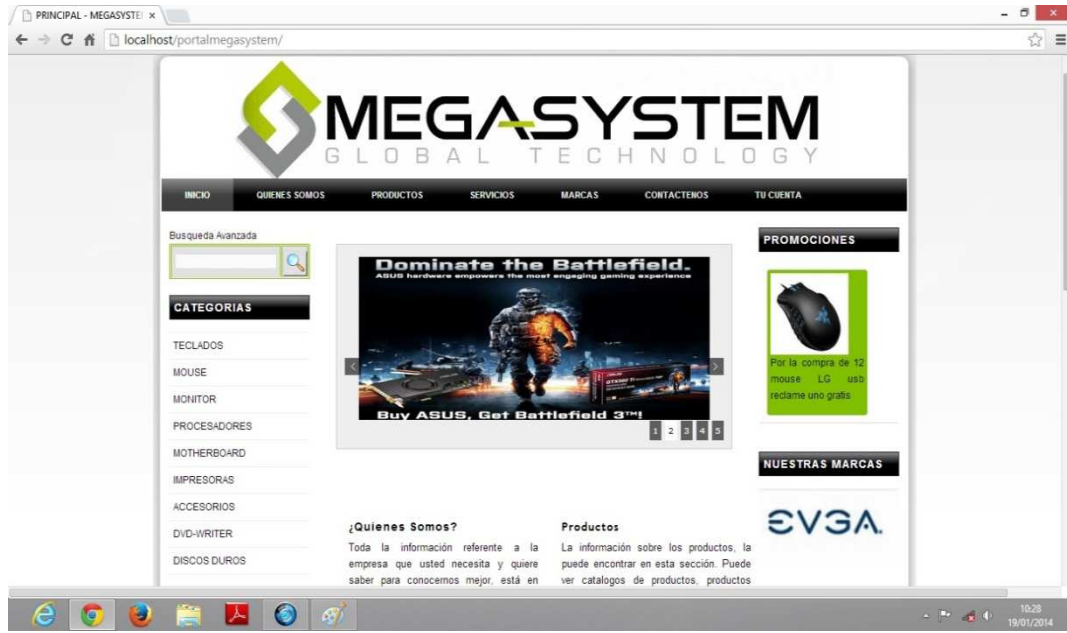 PRINCIPAL - MEGASYSTE
localhost/portalmegasystem/
MEGASYSTEM
GLOBAL TECHNOLOGY
INICIO QUIENES SOMOS PRODUCTOS SERVICIOS MARCAS CONTACTENOS TU CUENTA
Busqueda Avanzada
CATEGORIAS
TECLADOS
MOUSE
MONITOR
PROCESADORES
MOTHERBOARD
IMPRESORAS
ACCESORIOS
DVD-WRITER
DISCOS DUROS
Dominate the Battlefield.
ASUS hardware empowers the most engaging gaming experience
Buy ASUS, Get Battlefield 3™!
1 2 3 4 5
¿Quienes Somos?
Toda la información referente a la
empresa que usted necesita y quiere
saber para conocernos mejor, está en
Productos
La información sobre los productos, la
puede encontrar en esta sección. Puede
ver catalogos de productos, productos
PROMOCIONES
Por la compra de 12
mouse LG usb
reclame uno gratis
NUESTRAS MARCAS
EVGA.
10:28
19/01/2014